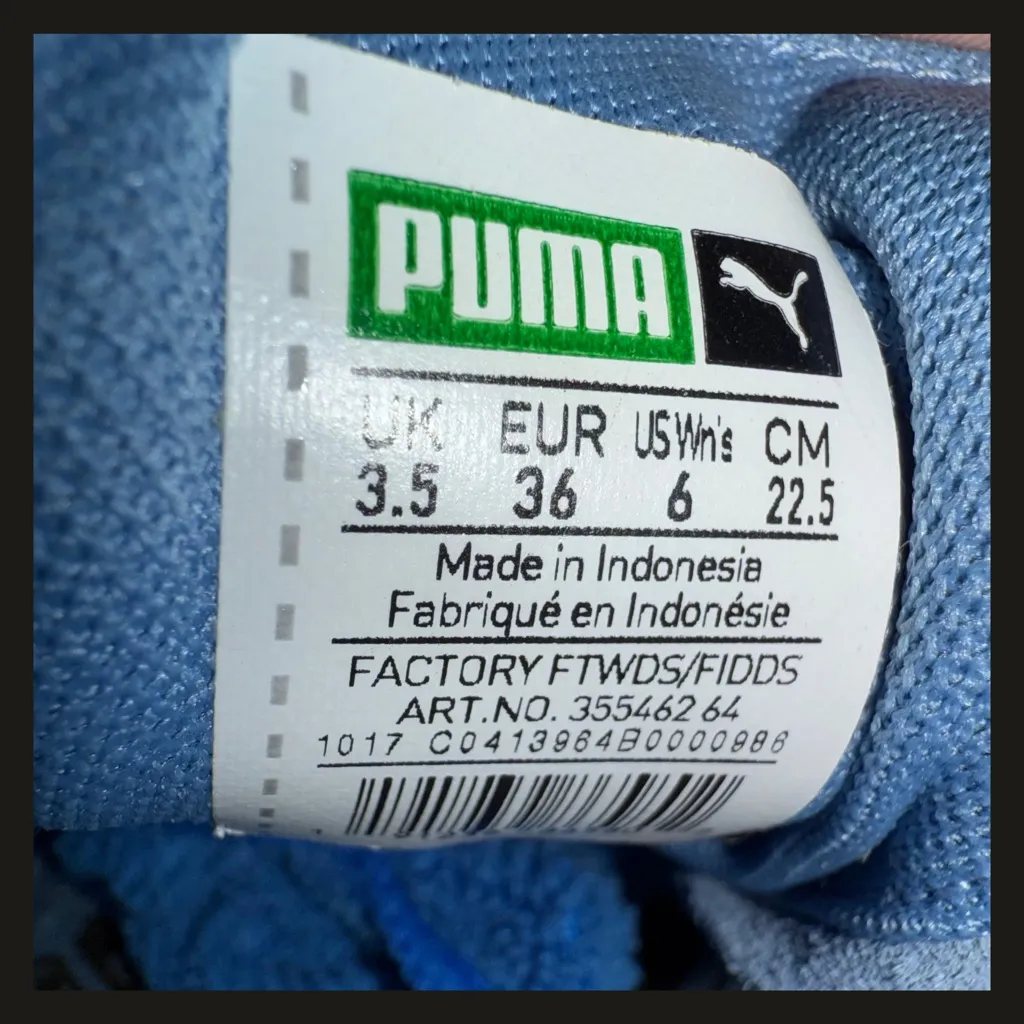 PUMA
UK EUR US Wn's CM
3.5 36 6 22.5
Made in Indonesia
Fabriqué en Indonésie
FACTORY FTWDS/FIDDS
ART.NO. 355462 64
1017 C0413964B0000986